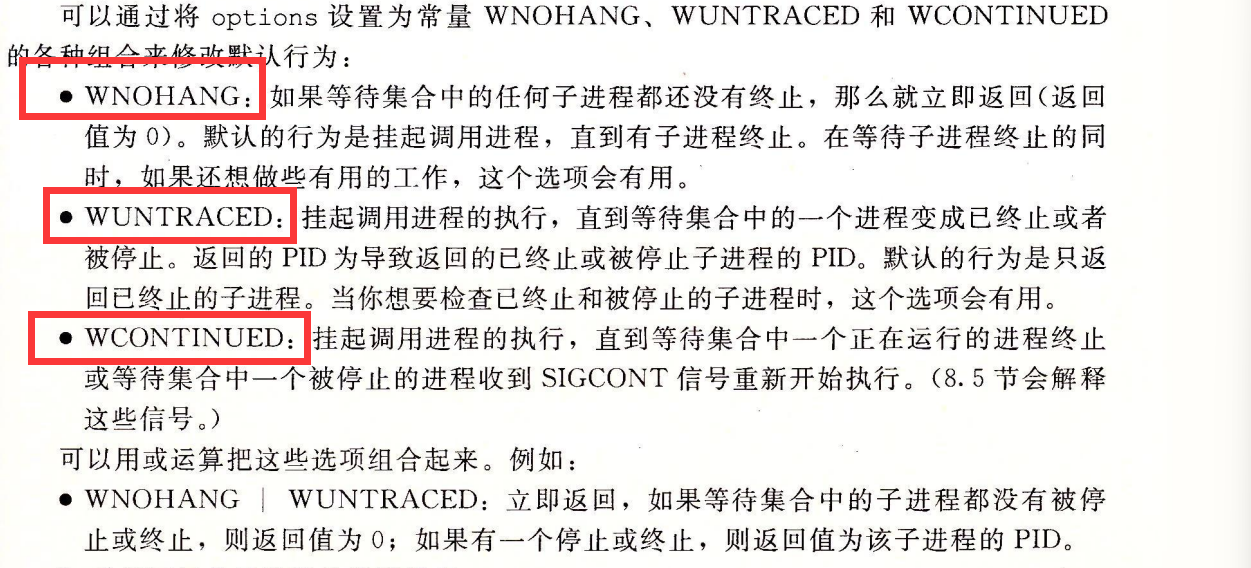 可以通过将 options 设置为常量 WNOHANG、WUNTRACED 和 WCONTINUED
的各种组合来修改默认行为：
● WNOHANG：如果等待集合中的任何子进程都还没有终止，那么就立即返回(返回
值为 0)。默认的行为是挂起调用进程，直到有子进程终止。在等待子进程终止的同
时，如果还想做些有用的工作，这个选项会有用。
● WUNTRACED：挂起调用进程的执行，直到等待集合中的一个进程变成已终止或者
被停止。返回的 PID 为导致返回的已终止或被停止子进程的 PID。默认的行为是只返
回已终止的子进程。当你想要检查已终止和被停止的子进程时，这个选项会有用。
● WCONTINUED：挂起调用进程的执行，直到等待集合中一个正在运行的进程终止
或等待集合中一个被停止的进程收到 SIGCONT 信号重新开始执行。(8.5 节会解释
这些信号。)
可以用或运算把这些选项组合起来。例如：
● WNOHANG | WUNTRACED：立即返回，如果等待集合中的子进程都没有被停
止或终止，则返回值为 0；如果有一个停止或终止，则返回值为该子进程的 PID。